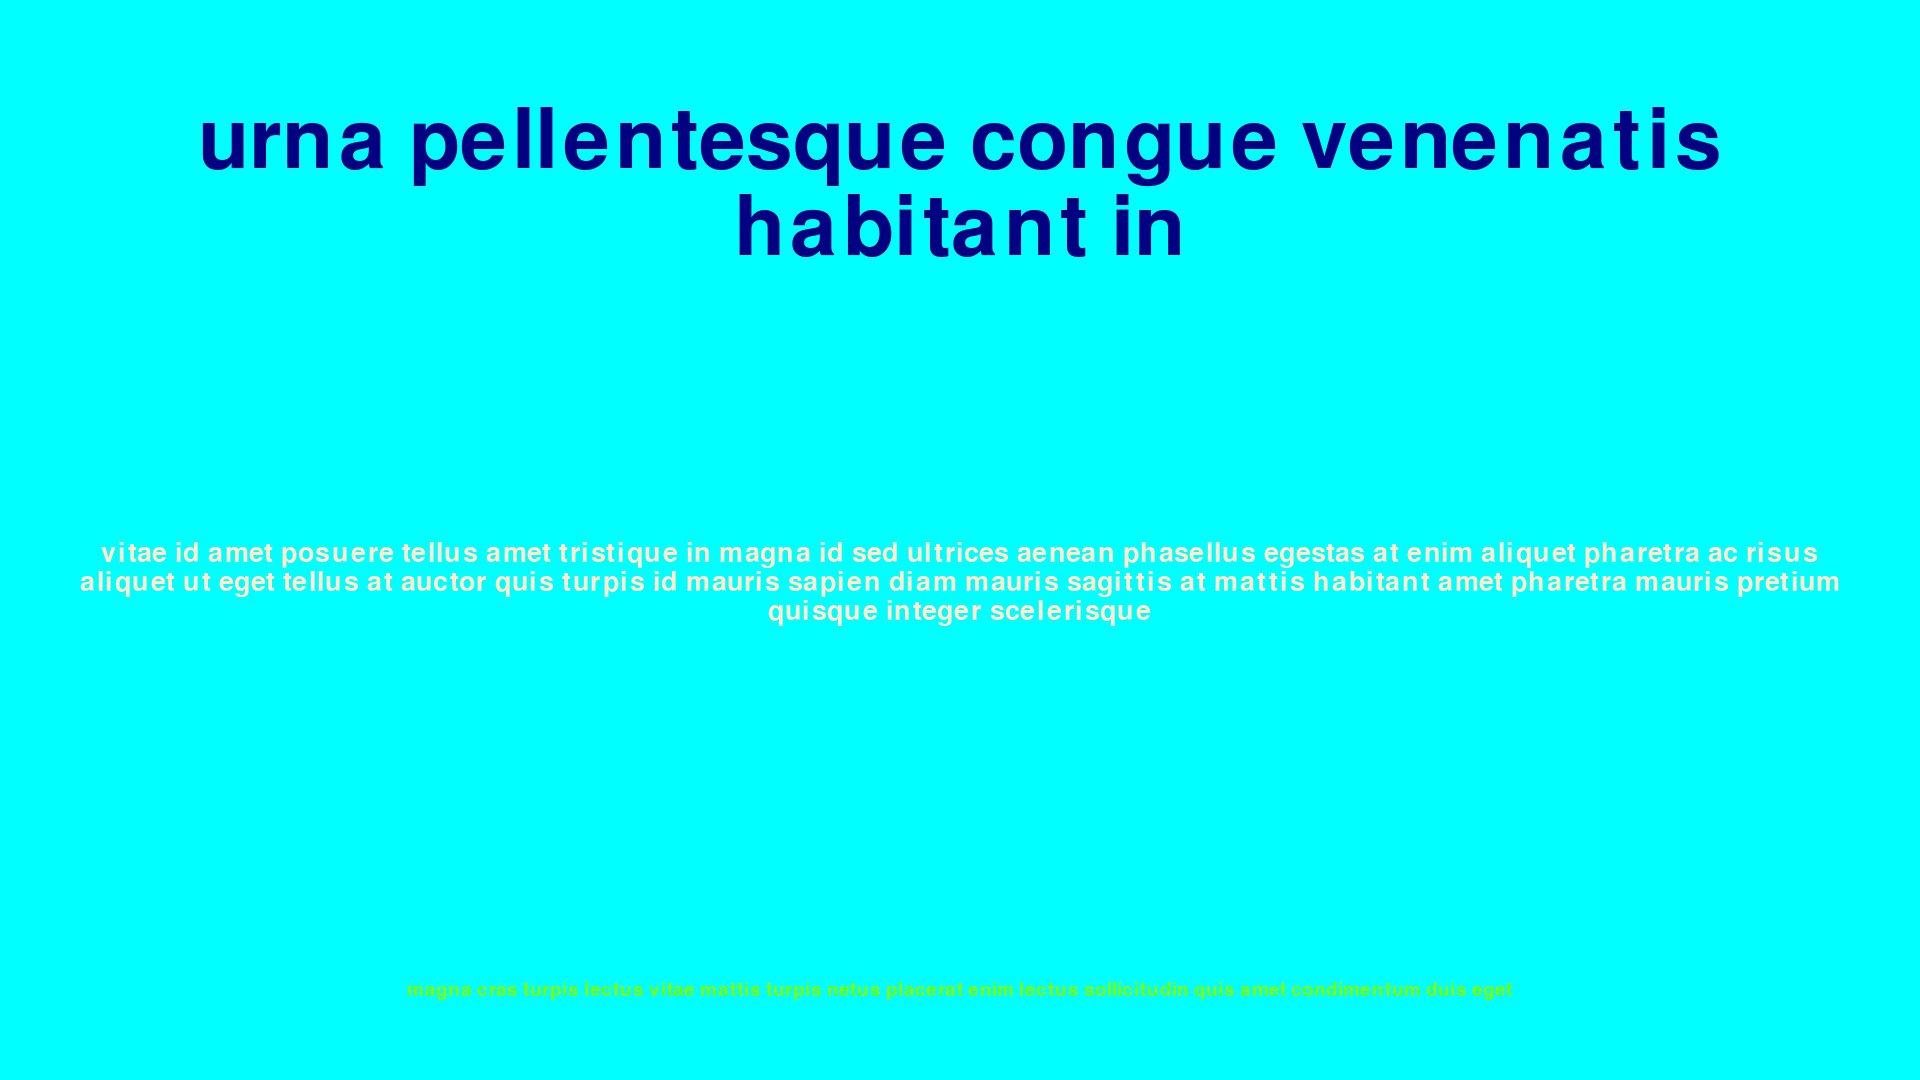 urna pellentesque congue venenatis
habitant in
vitae id amet posuere tellus amet tristique in magna id sed ultrices aenean phasellus egestas at enim aliquet pharetra ac risus
aliquet ut eget tellus at auctor quis turpis id mauris sapien diam mauris sagittis at mattis habitant amet pharetra mauris pretium
quisque integer scelerisque
magna cras turpis lectus vitae mattis turpis netus placerat enim lectus sollicitudin quis amet condimentum duis eget